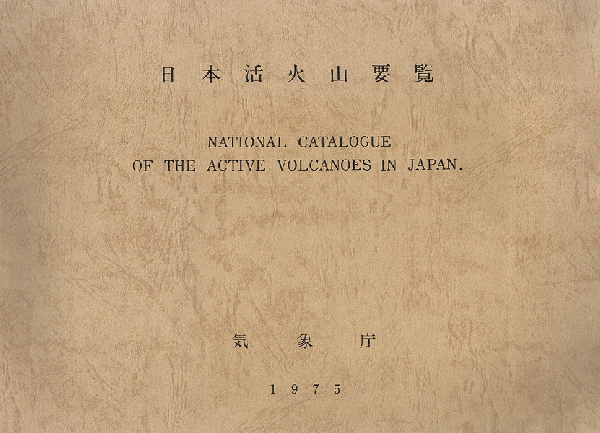 日本活火山要覧
NATIONAL CATALOGUE
OF THE ACTIVE VOLCANOES IN JAPAN.
気象庁
1975